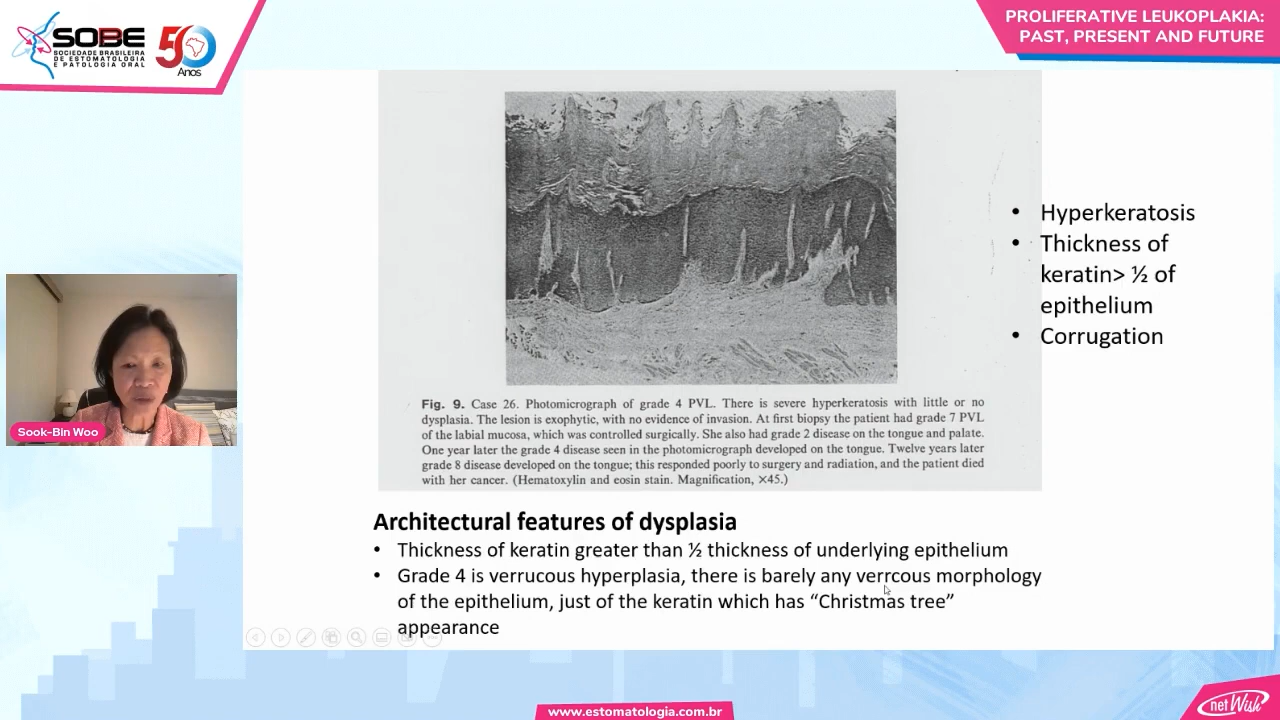 SOBE
SOCIEDADE BRASILEIRA
DE ESTOMATOLOGIA
E PATOLOGIA ORAL
50
Anos
PROLIFERATIVE LEUKOPLAKIA:
PAST, PRESENT AND FUTURE
• Hyperkeratosis
• Thickness of
keratin> ½ of
epithelium
• Corrugation
Fig. 9. Case 26. Photomicrograph of grade 4 PVL. There is severe hyperkeratosis with little or no
dysplasia. The lesion is exophytic, with no evidence of invasion. At first biopsy the patient had grade 7 PVL
of the labial mucosa, which was controlled surgically. She also had grade 2 disease on the tongue and palate.
One year later the grade 4 disease seen in the photomicrograph developed on the tongue. Twelve years later
grade 8 disease developed on the tongue; this responded poorly to surgery and radiation, and the patient died
with her cancer. (Hematoxylin and eosin stain. Magnification, ×45.)
Sook-Bin Woo
Architectural features of dysplasia
• Thickness of keratin greater than ½ thickness of underlying epithelium
• Grade 4 is verrucous hyperplasia, there is barely any verrcous morphology
of the epithelium, just of the keratin which has “Christmas tree”
appearance
www.estomatologia.com.br
netWish